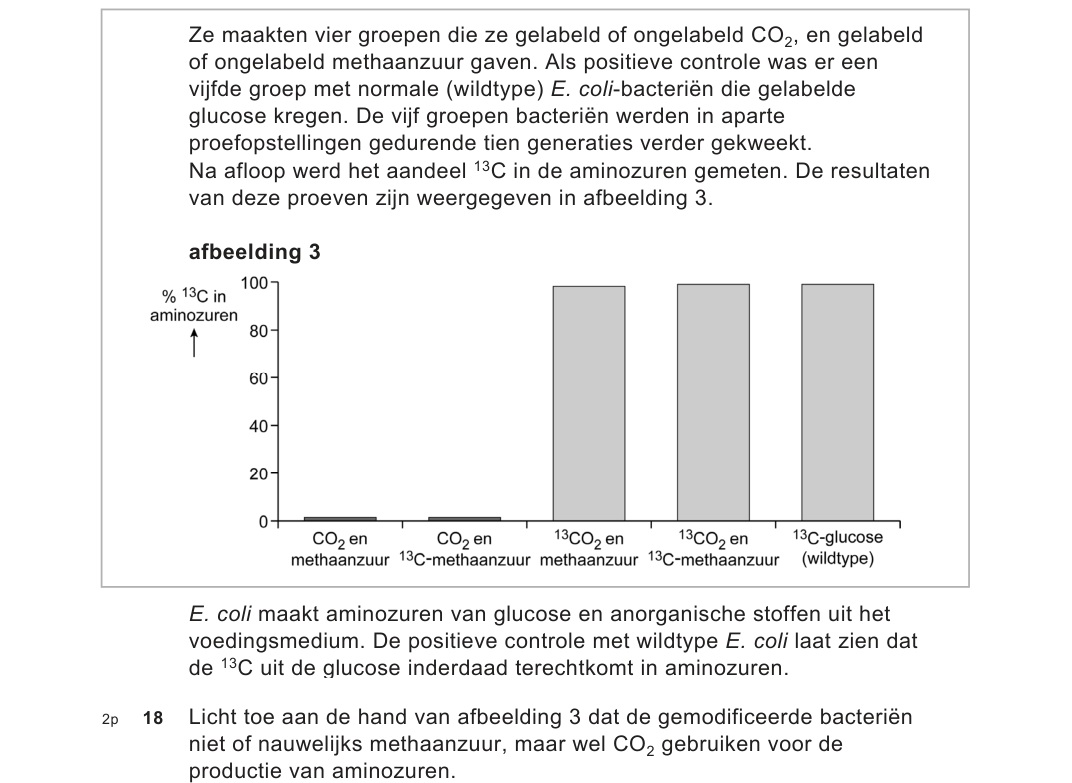 Ze maakten vier groepen die ze gelabeld of ongelabeld CO₂, en gelabeld
of ongelabeld methaanzuur gaven. Als positieve controle was er een
vijfde groep met normale (wildtype) E. coli-bacteriën die gelabelde
glucose kregen. De vijf groepen bacteriën werden in aparte
proefopstellingen gedurende tien generaties verder gekweekt.
Na afloop werd het aandeel ¹³C in de aminozuren gemeten. De resultaten
van deze proeven zijn weergegeven in afbeelding 3.
afbeelding 3
% ¹³C in
aminozuren
100
80
60
40
20
0
CO₂ en
methaanzuur
CO₂ en
¹³C-methaanzuur
¹³CO₂ en
methaanzuur
¹³CO₂ en
¹³C-methaanzuur
¹³C-glucose
(wildtype)
E. coli maakt aminozuren van glucose en anorganische stoffen uit het
voedingsmedium. De positieve controle met wildtype E. coli laat zien dat
de ¹³C uit de glucose inderdaad terechtkomt in aminozuren.
2p 18 Licht toe aan de hand van afbeelding 3 dat de gemodificeerde bacteriën
niet of nauwelijks methaanzuur, maar wel CO₂ gebruiken voor de
productie van aminozuren.